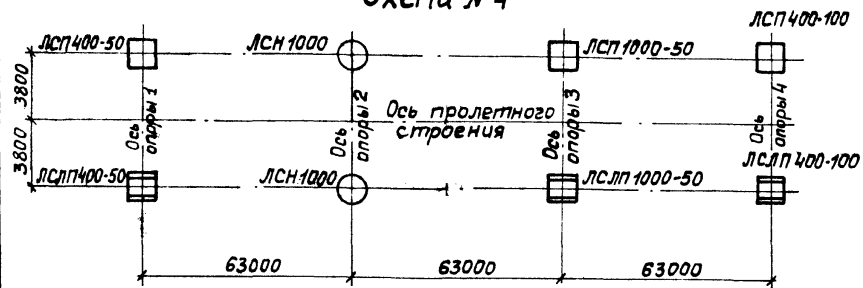 Схема № 4
ЛСП400-50
ЛСН1000
ЛСП1000-50
ЛСП400-100
3800
3800
Ось опоры 1
Ось опоры 2
Ось пролетного
строения
Ось опоры 3
Ось опоры 4
ЛСЛП400-50
ЛСН1000
ЛСЛП1000-50
ЛСЛП400-100
63000
63000
63000